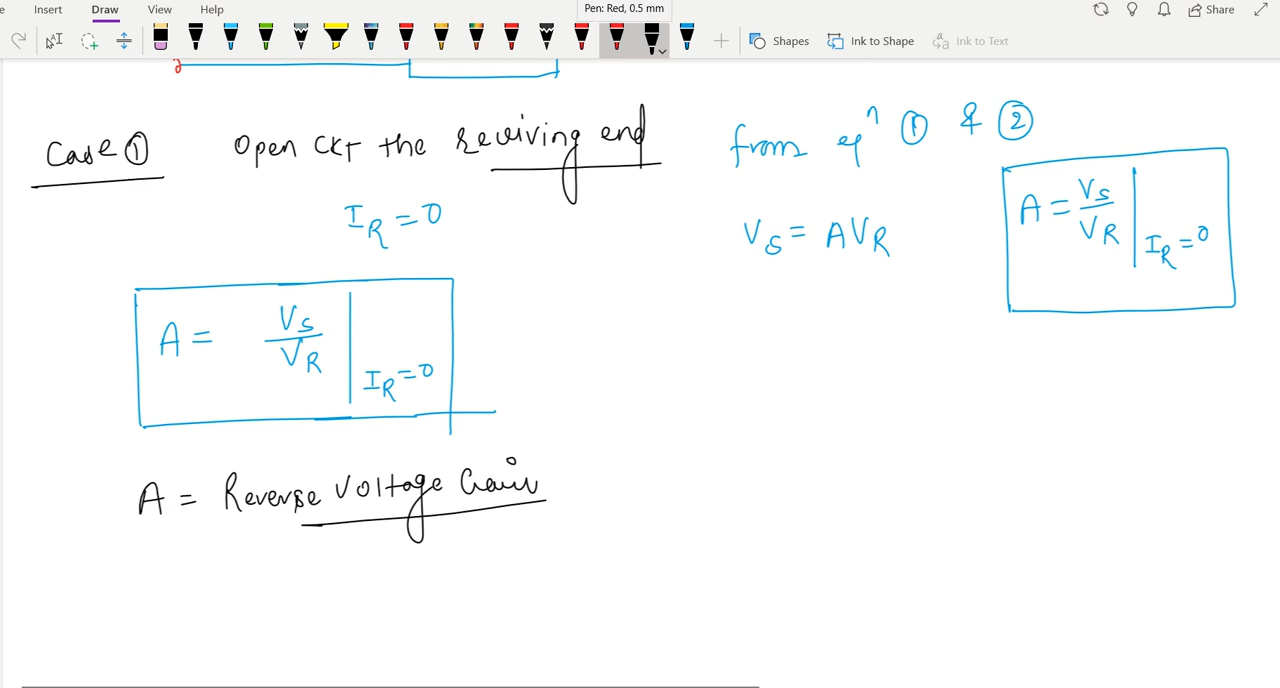 Insert Draw View Help
Pen: Red, 0.5 mm
Share
Shapes Ink to Shape Ink to Text
Case ① Open CKT the receiving end
I_R = 0
A = V_S/V_R | I_R = 0
A = Reverse Voltage Gain
from eqⁿ ① & ②
V_S = A V_R
A = V_S/V_R | I_R = 0